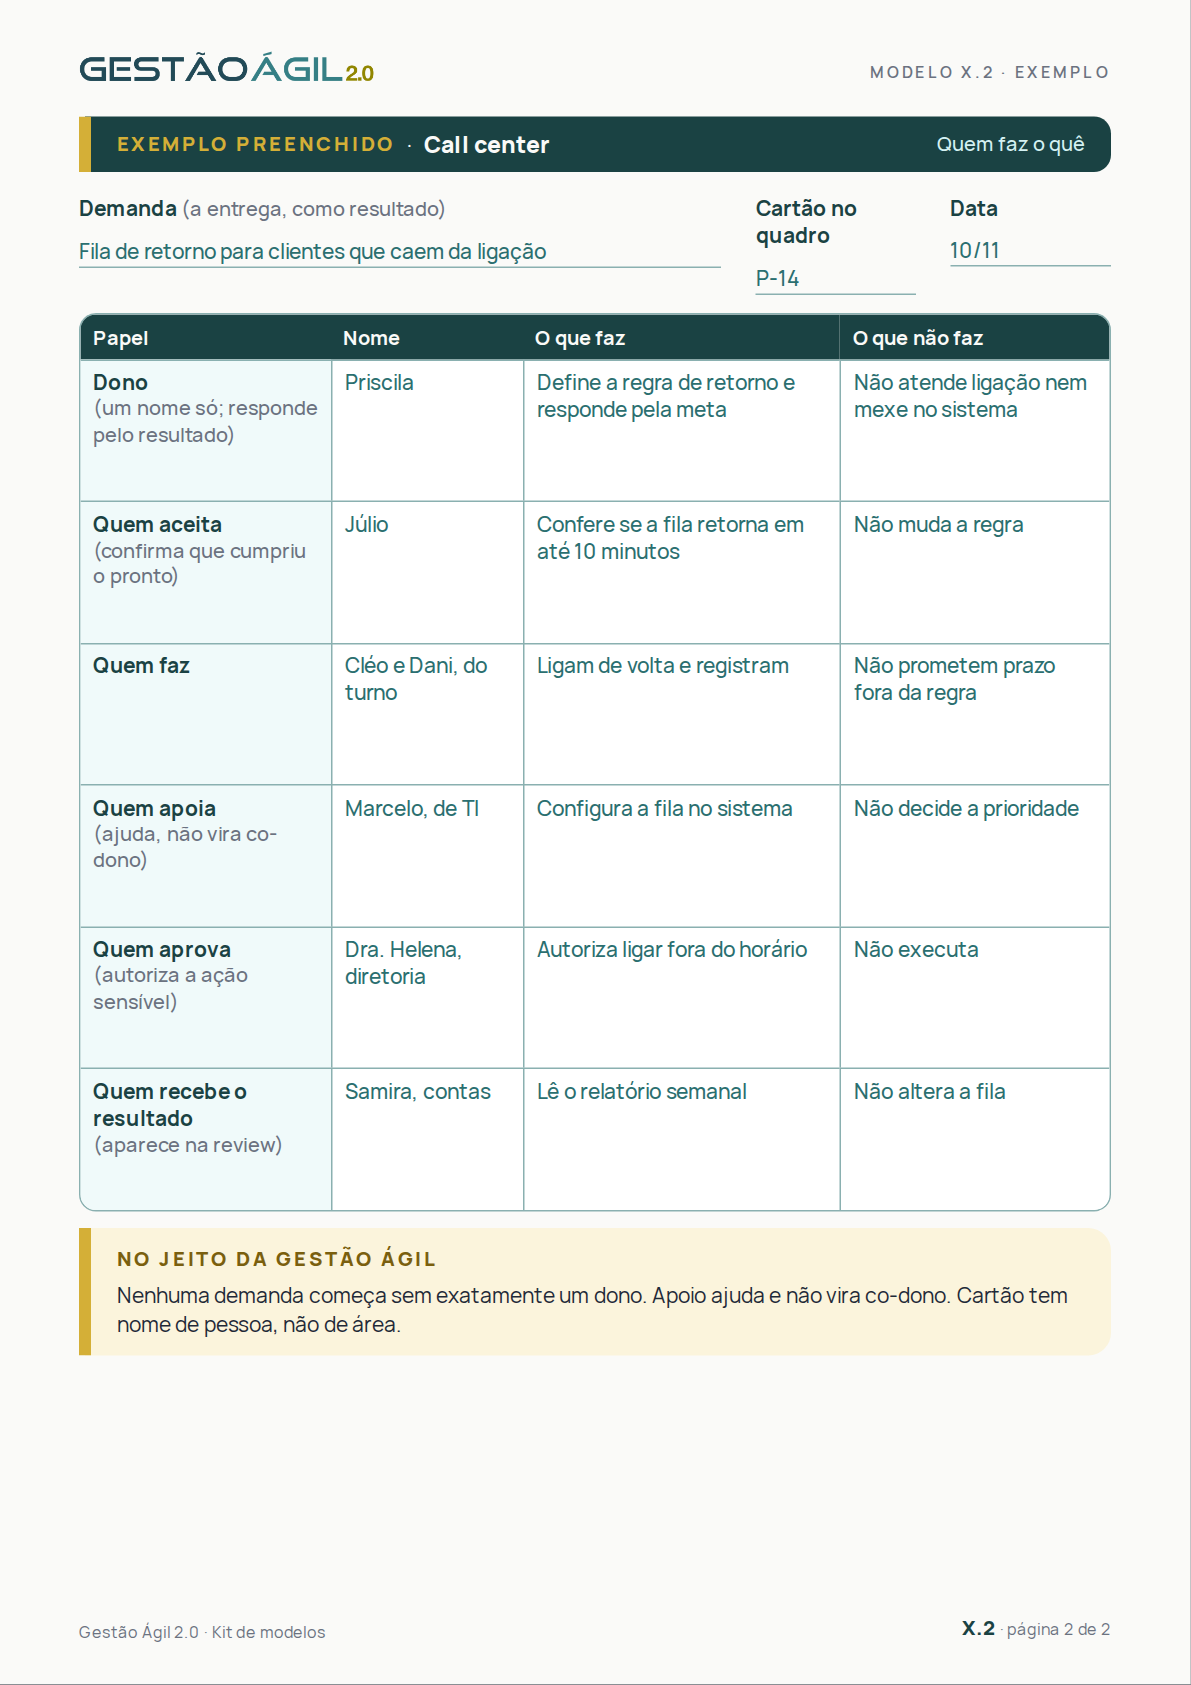 GESTÃOÁGIL2.0
MODELO X.2 · EXEMPLO
EXEMPLO PREENCHIDO · Call center
Quem faz o quê
Demanda (a entrega, como resultado)
Fila de retorno para clientes que caem da ligação
Cartão no
quadro
P-14
Data
10/11
Papel
Nome
O que faz
O que não faz
Dono
(um nome só; responde
pelo resultado)
Priscila
Define a regra de retorno e
responde pela meta
Não atende ligação nem
mexe no sistema
Quem aceita
(confirma que cumpriu
o pronto)
Júlio
Confere se a fila retorna em
até 10 minutos
Não muda a regra
Quem faz
Cléo e Dani, do
turno
Ligam de volta e registram
Não prometem prazo
fora da regra
Quem apoia
(ajuda, não vira co-
dono)
Marcelo, de TI
Configura a fila no sistema
Não decide a prioridade
Quem aprova
(autoriza a ação
sensível)
Dra. Helena,
diretoria
Autoriza ligar fora do horário
Não executa
Quem recebe o
resultado
(aparece na review)
Samira, contas
Lê o relatório semanal
Não altera a fila
NO JEITO DA GESTÃO ÁGIL
Nenhuma demanda começa sem exatamente um dono. Apoio ajuda e não vira co-dono. Cartão tem
nome de pessoa, não de área.
Gestão Ágil 2.0 · Kit de modelos
X.2 · página 2 de 2